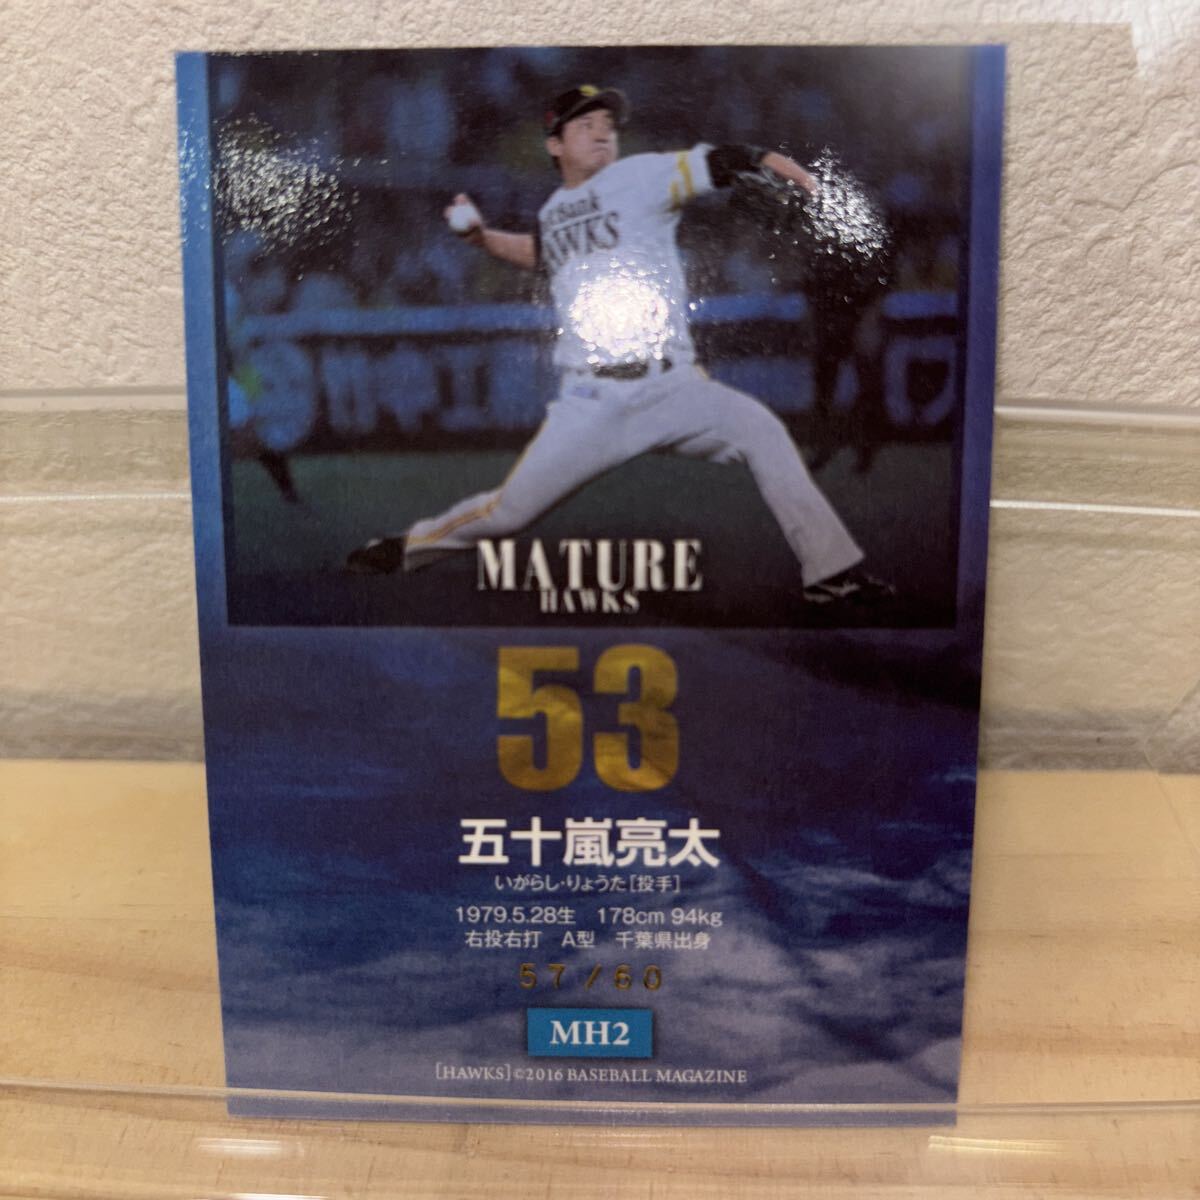 HAWKS
MATURE
HAWKS
53
五十嵐亮太
いがらし・りょうた[投手]
1979.5.28生 178cm 94kg
右投右打 A型 千葉県出身
57/60
MH2
[HAWKS]©2016 BASEBALL MAGAZINE